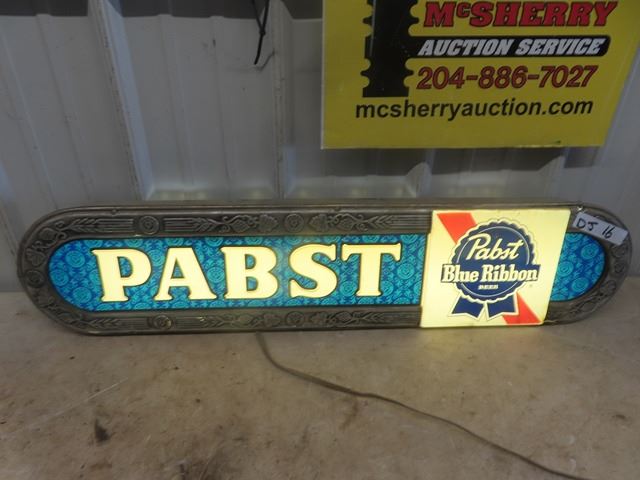 McSHERRY
AUCTION SERVICE
204-886-7027
mcsherryauction.com
PABST
Pabst
Blue Ribbon
BEER
DJ 16